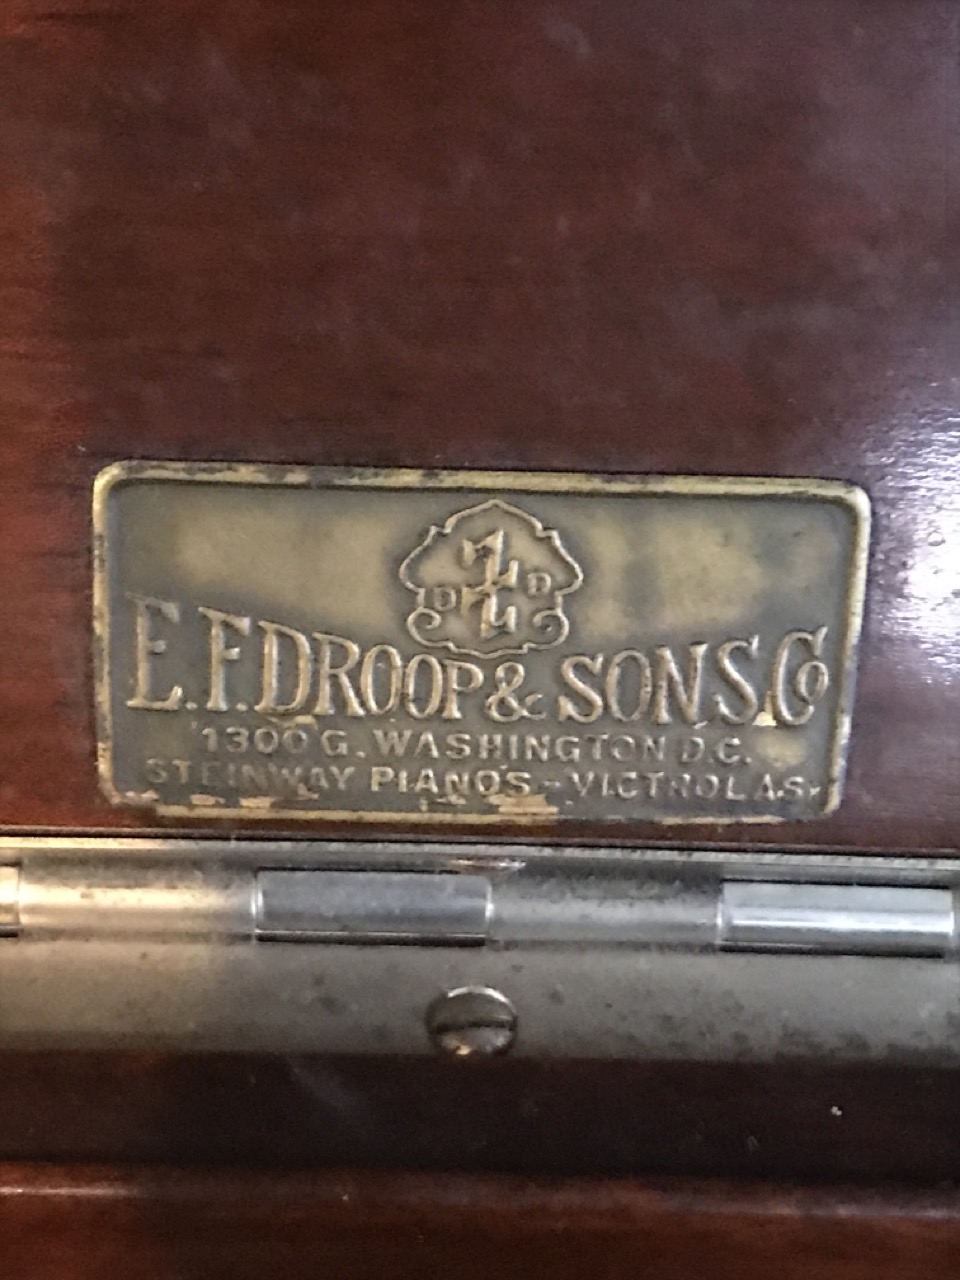 D D
E.F. DROOP & SONS Co
1300 G. WASHINGTON D.C.
STEINWAY PIANOS - VICTROLAS